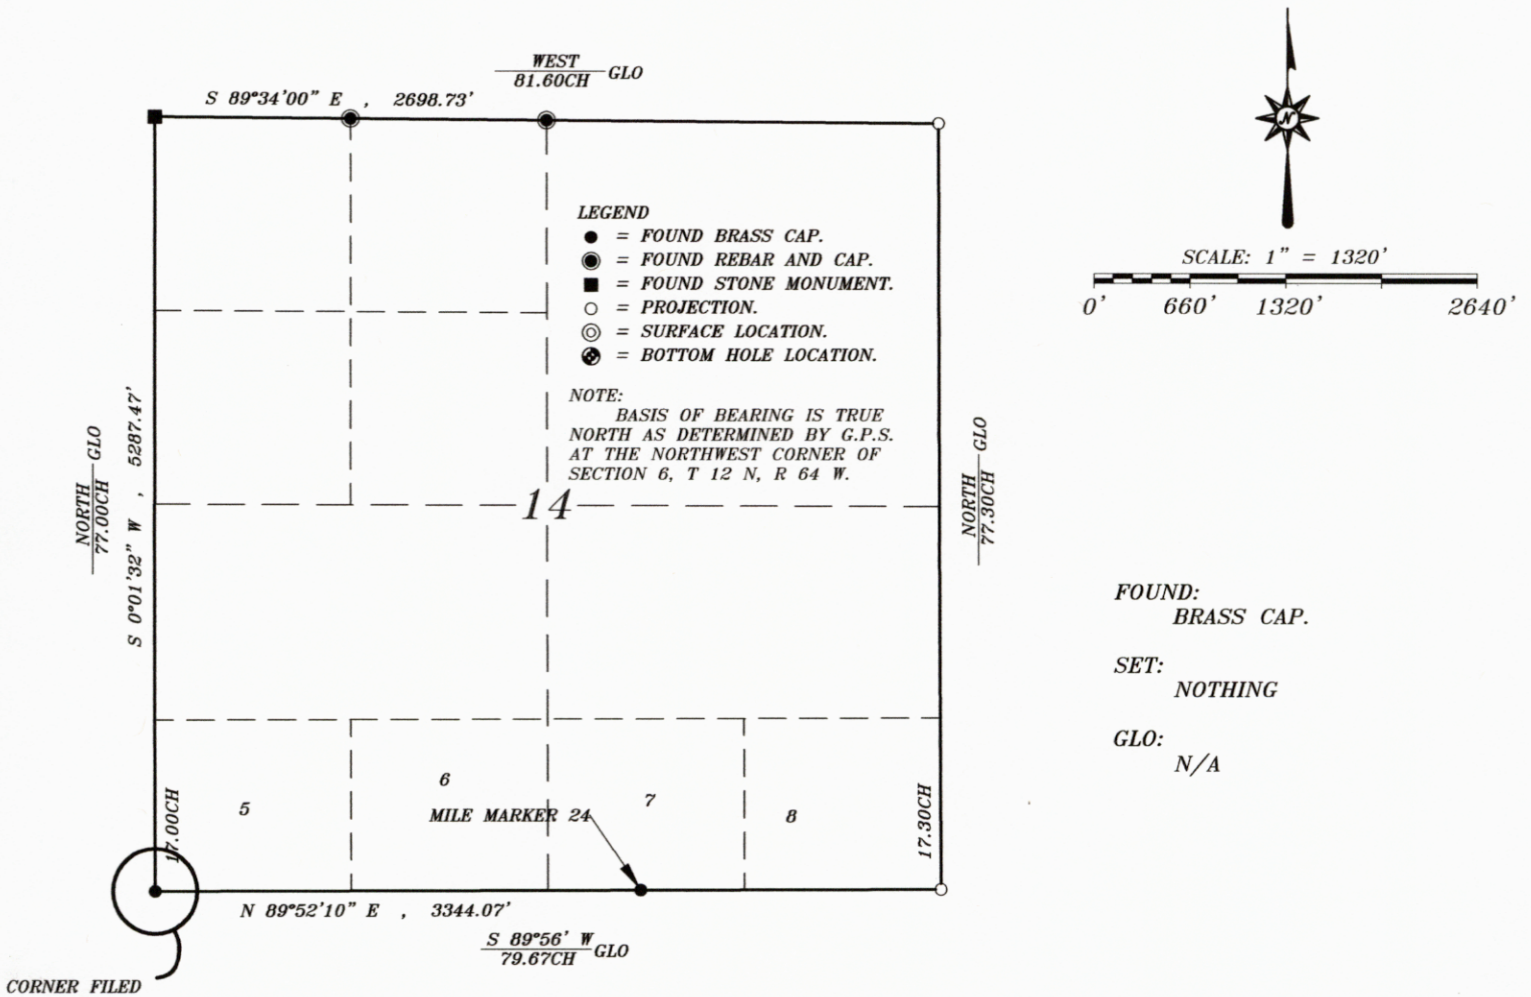 WEST
81.60CH GLO
S 89°34'00" E , 2698.73'
N
SCALE: 1" = 1320'
0' 660' 1320' 2640'
LEGEND
= FOUND BRASS CAP.
= FOUND REBAR AND CAP.
= FOUND STONE MONUMENT.
= PROJECTION.
= SURFACE LOCATION.
= BOTTOM HOLE LOCATION.
NOTE:
BASIS OF BEARING IS TRUE
NORTH AS DETERMINED BY G.P.S.
AT THE NORTHWEST CORNER OF
SECTION 6, T 12 N, R 64 W.
NORTH
77.00CH GLO
S 0°01'32" W , 5287.47'
14
NORTH
77.30CH GLO
FOUND:
BRASS CAP.
SET:
NOTHING
GLO:
N/A
17.00CH
5
6
MILE MARKER 24
7
8
17.30CH
N 89°52'10" E , 3344.07'
S 89°56' W
79.67CH GLO
CORNER FILED